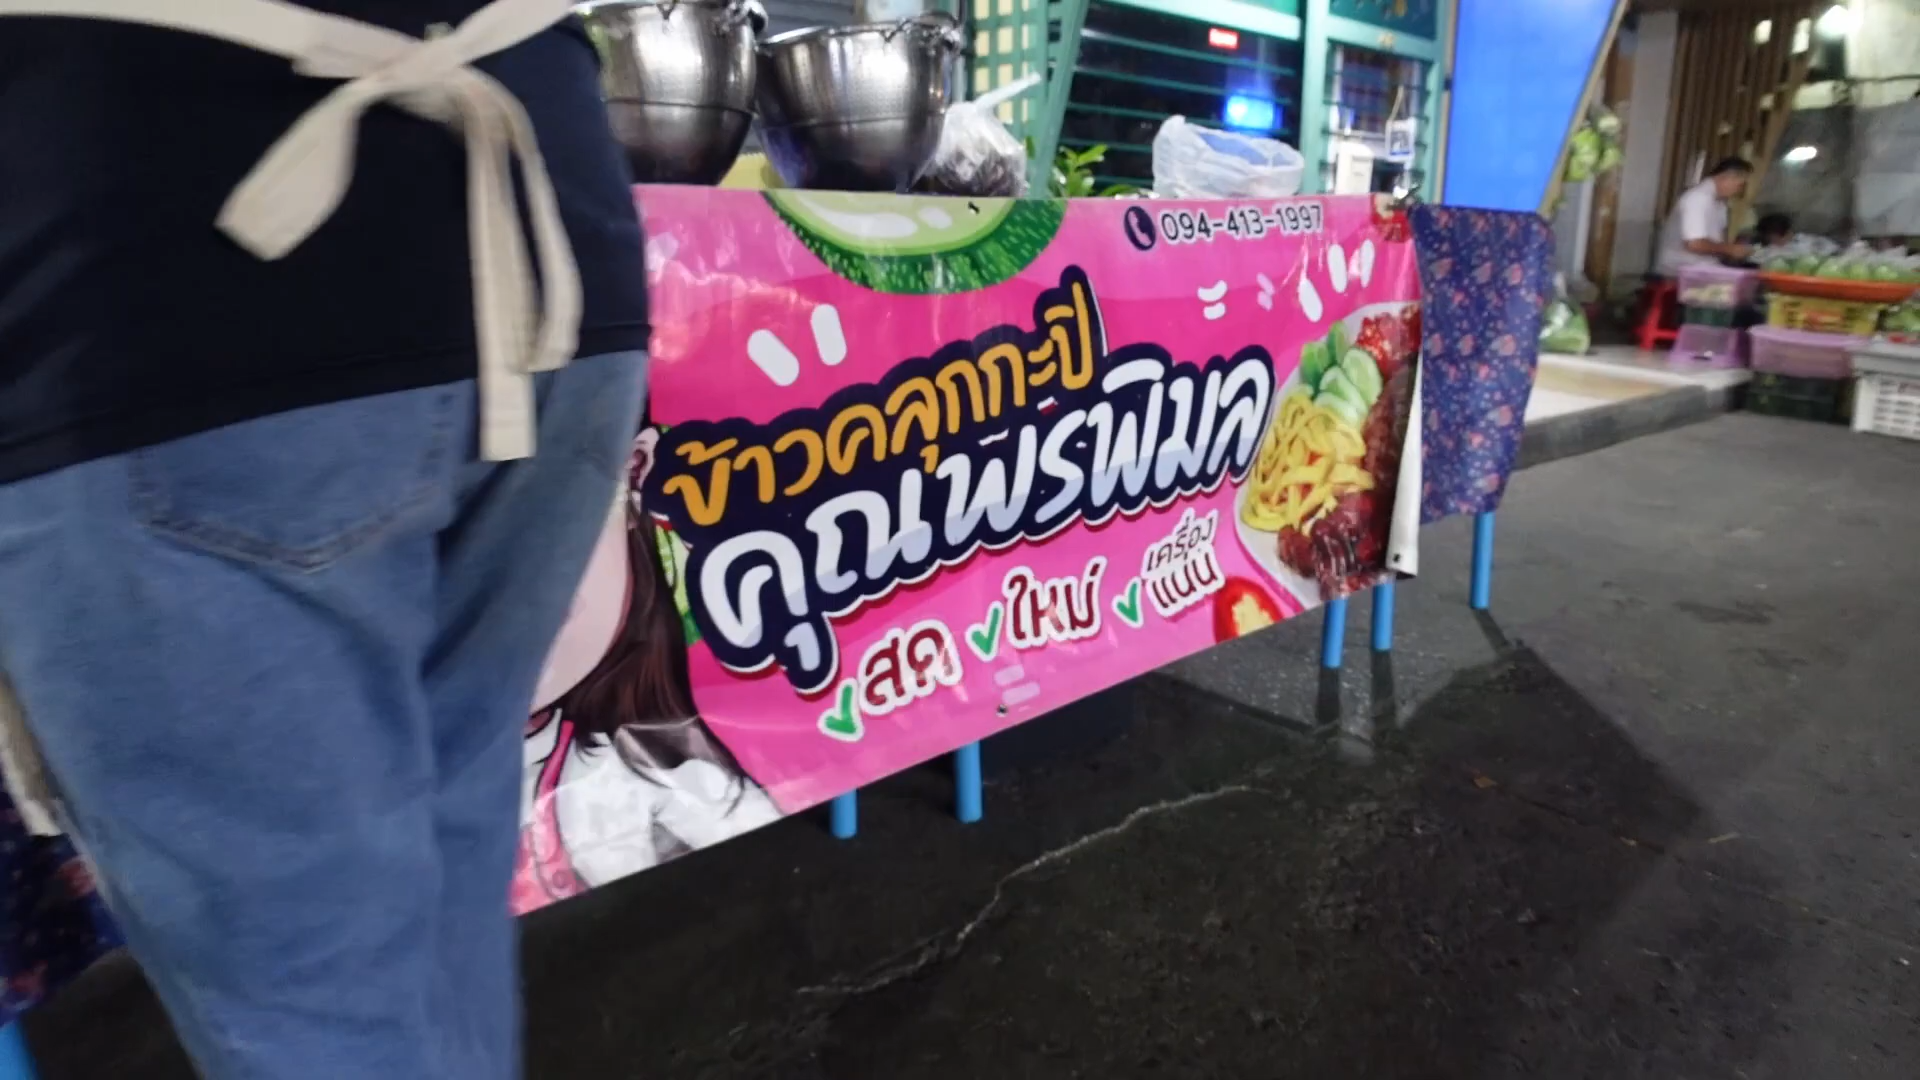 094-413-1997
ข้าวคลุกกะปิ
คุณพรพิมล
สด ใหม่ เครื่องแน่น